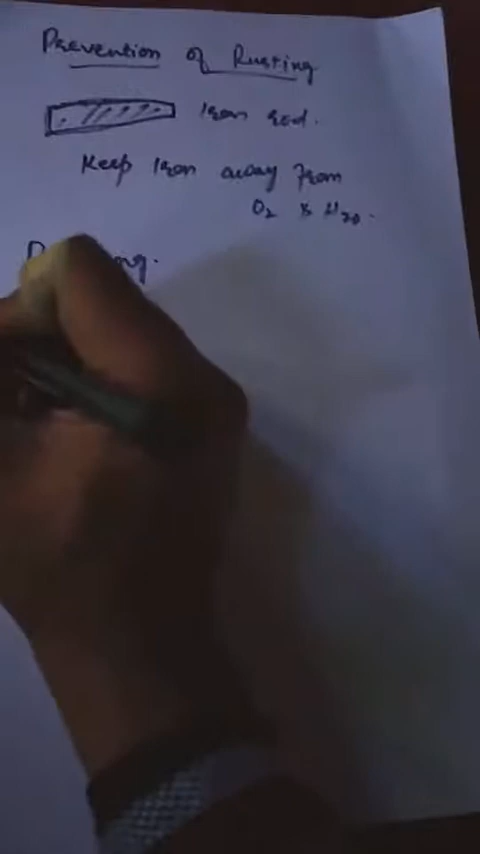 Prevention of Rusting
Iron rod.
Keep Iron away from
O₂ & H₂O.